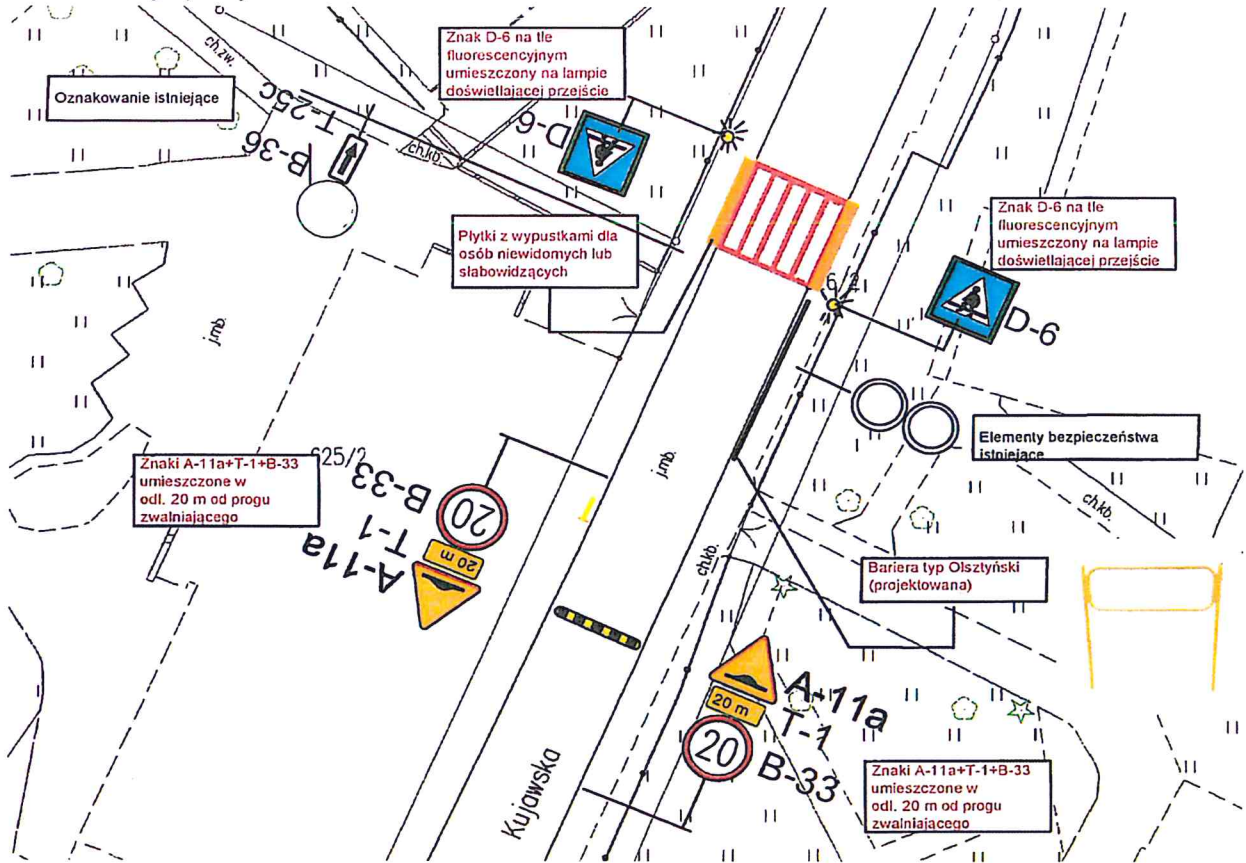 Oznakowanie istniejące
ch.zw.
T-25c
B-36
ch.kb.
Znak D-6 na tle
fluorescencyjnym
umieszczony na lampie
doświetlającej przejście
D-6
Płytki z wypustkami dla
osób niewidomych lub
słabowidzących
Znak D-6 na tle
fluorescencyjnym
umieszczony na lampie
doświetlającej przejście
D-6
j.mb.
625/2
Znaki A-11a+T-1+B-33
umieszczone w
odl. 20 m od progu
zwalniającego
B-33
T-1
A-11a
20
20 m
j.mb.
Elementy bezpieczeństwa
istniejące
ch.kb.
ch.kb.
Bariera typ Olsztyński
(projektowana)
A-11a
T-1
B-33
20 m
20
Kujawska
Znaki A-11a+T-1+B-33
umieszczone w
odl. 20 m od progu
zwalniającego